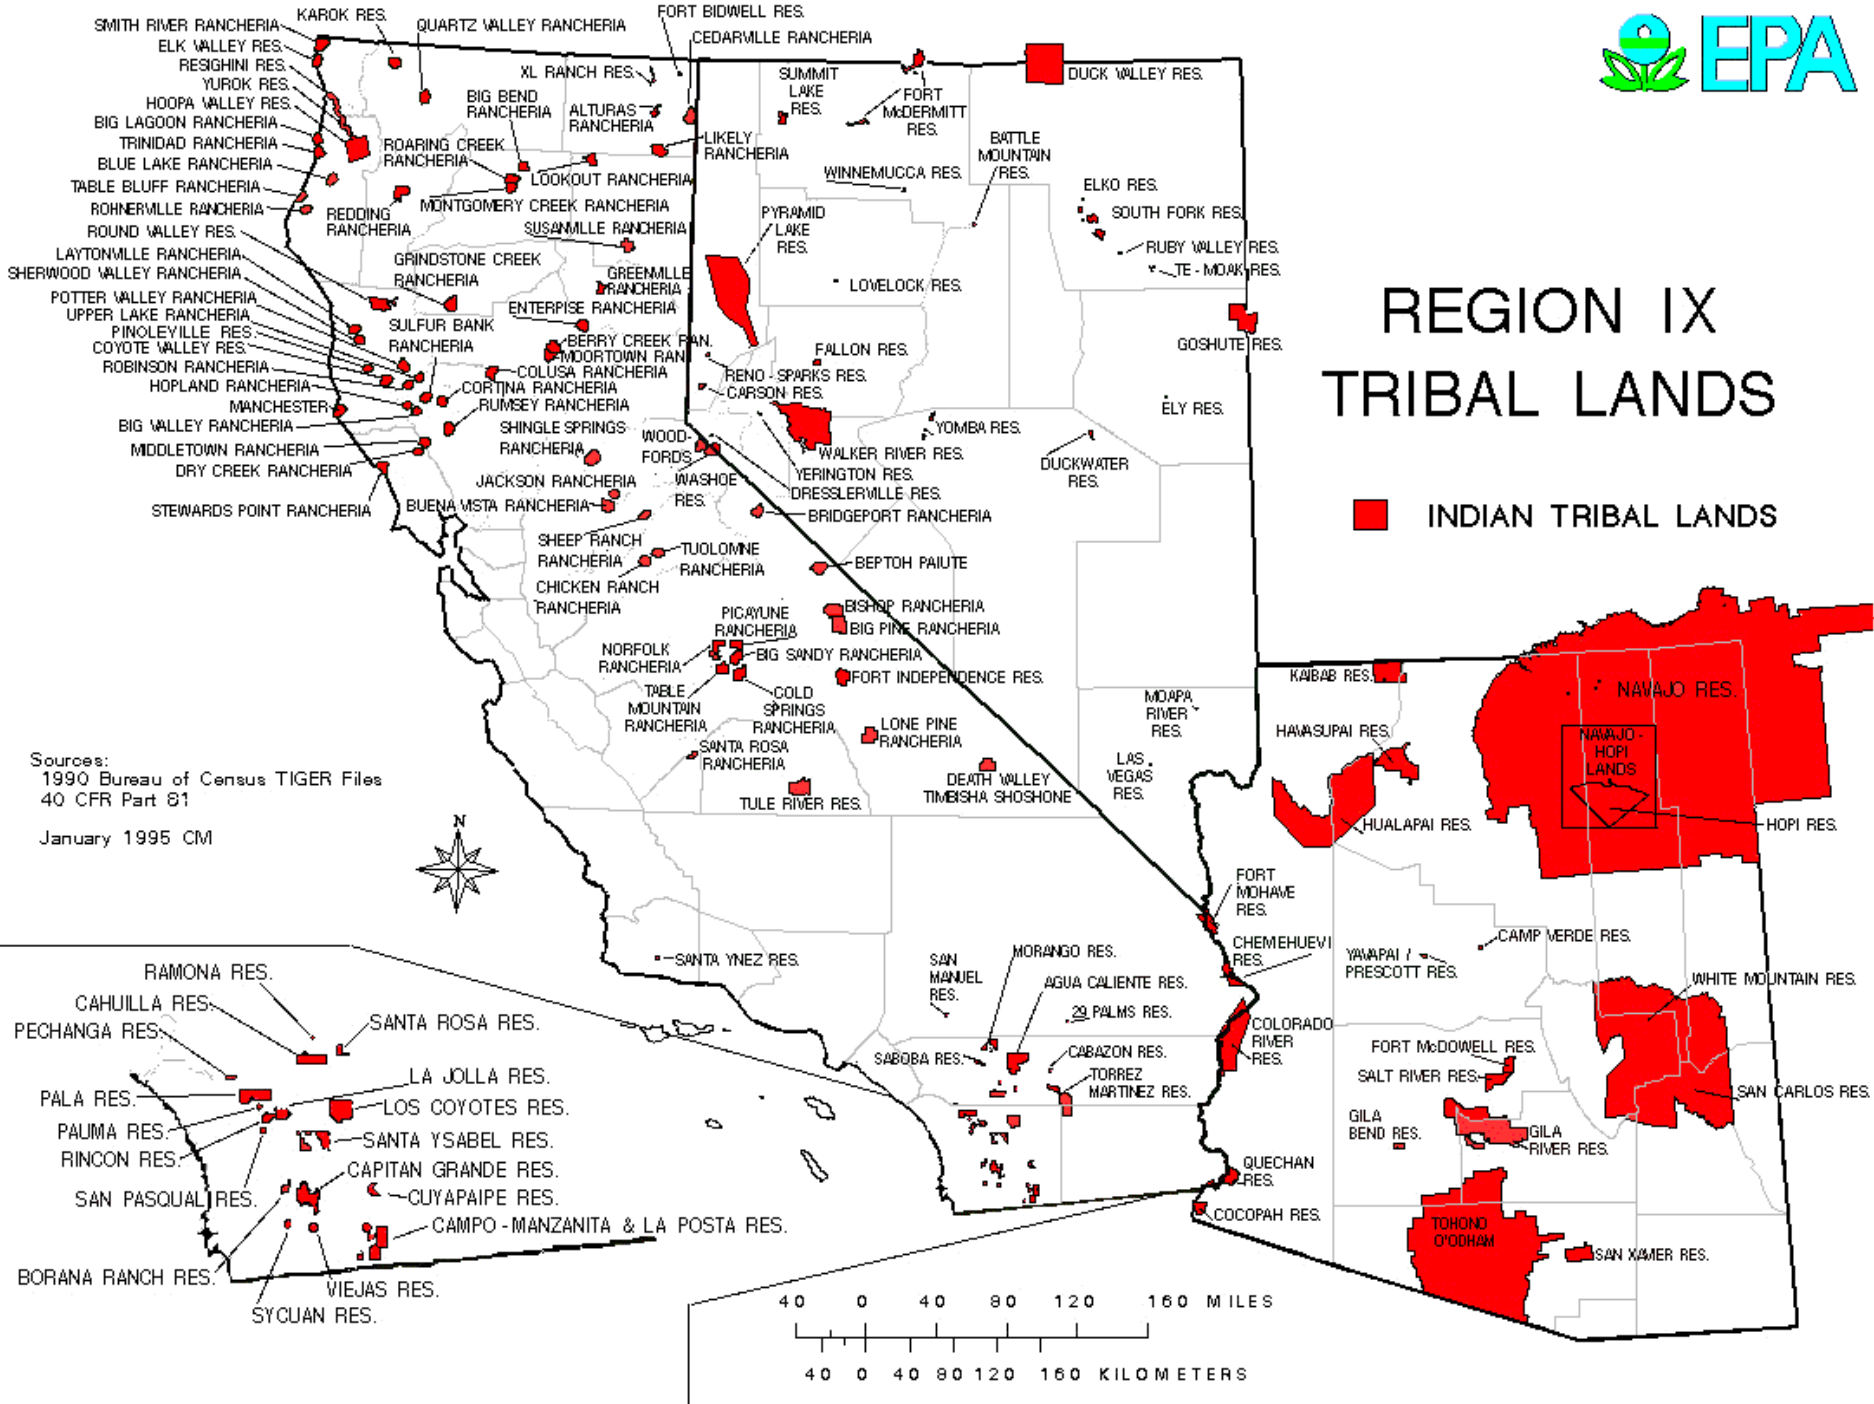 EPA
REGION IX
TRIBAL LANDS
INDIAN TRIBAL LANDS
SMITH RIVER RANCHERIA
ELK VALLEY RES.
RESIGHINI RES.
YUROK RES.
HOOPA VALLEY RES.
BIG LAGOON RANCHERIA
TRINIDAD RANCHERIA
BLUE LAKE RANCHERIA
TABLE BLUFF RANCHERIA
ROHNERVILLE RANCHERIA
ROUND VALLEY RES.
LAYTONVILLE RANCHERIA
SHERWOOD VALLEY RANCHERIA
POTTER VALLEY RANCHERIA
UPPER LAKE RANCHERIA
PINOLEYVILLE RES.
COYOTE VALLEY RES.
ROBINSON RANCHERIA
HOPLAND RANCHERIA
MANCHESTER
BIG VALLEY RANCHERIA
MIDDLETOWN RANCHERIA
DRY CREEK RANCHERIA
STEWARDS POINT RANCHERIA
KAROK RES.
QUARTZ VALLEY RANCHERIA
FORT BIDWELL RES.
CEDARVILLE RANCHERIA
XL RANCH RES.
BIG BEND
RANCHERIA
ALTURAS
RANCHERIA
LIKELY
RANCHERIA
ROARING CREEK
RANCHERIA
LOOKOUT RANCHERIA
MONTGOMERY CREEK RANCHERIA
REDDING
RANCHERIA
SUSANVILLE RANCHERIA
GRINDSTONE CREEK
RANCHERIA
GREENVILLE
RANCHERIA
ENTERPISE RANCHERIA
SULFUR BANK
RANCHERIA
BERRY CREEK RAN.
MOORTOWN RAN.
COLUSA RANCHERIA
CORTINA RANCHERIA
RUMSEY RANCHERIA
SHINGLE SPRINGS
RANCHERIA
WOOD-
FORDS
WASHOE
RES.
JACKSON RANCHERIA
BUENA VISTA RANCHERIA
SHEEP RANCH
RANCHERIA
TUOLOMNE
RANCHERIA
CHICKEN RANCH
RANCHERIA
PICAYUNE
RANCHERIA
NORFOLK
RANCHERIA
BIG SANDY RANCHERIA
TABLE
MOUNTAIN
RANCHERIA
COLD
SPRINGS
RANCHERIA
SANTA ROSA
RANCHERIA
TULE RIVER RES.
BRIDGEPORT RANCHERIA
BEPTOH PAIUTE
BISHOP RANCHERIA
BIG PINE RANCHERIA
FORT INDEPENDENCE RES.
LONE PINE
RANCHERIA
DEATH VALLEY
TIMBISHA SHOSHONE
SUMMIT
LAKE
RES.
FORT
McDERMITT
RES.
DUCK VALLEY RES.
BATTLE
MOUNTAIN
RES.
WINNEMUCCA RES.
ELKO RES.
SOUTH FORK RES.
RUBY VALLEY RES.
TE - MOAK RES.
PYRAMID
LAKE
RES.
LOVELOCK RES.
GOSHUTE RES.
FALLON RES.
RENO - SPARKS RES.
CARSON RES.
ELY RES.
YOMBA RES.
WALKER RIVER RES.
YERINGTON RES.
DRESSLERVILLE RES.
DUCKWATER
RES.
MOAPA
RIVER
RES.
LAS
VEGAS
RES.
KAIBAB RES.
NAVAJO RES.
HAVASUPAI RES.
NAVAJO -
HOPI
LANDS
HUALAPAI RES.
HOPI RES.
FORT
MOHAVE
RES.
CHEMEHUEVI
RES.
CAMP VERDE RES.
YAVAPAI /
PRESCOTT RES.
WHITE MOUNTAIN RES.
COLORADO
RIVER
RES.
FORT McDOWELL RES.
SALT RIVER RES.
SAN CARLOS RES.
GILA
BEND RES.
GILA
RIVER RES.
QUECHAN
RES.
COCOPAH RES.
TOHONO
O'ODHAM
SAN XAVIER RES.
SANTA YNEZ RES.
SAN
MANUEL
RES.
MORANGO RES.
AGUA CALIENTE RES.
29 PALMS RES.
SABOBA RES.
CABAZON RES.
TORREZ
MARTINEZ RES.
Sources:
1990 Bureau of Census TIGER Files
40 CFR Part 81
January 1995 CM
N
RAMONA RES.
CAHUILLA RES.
PECHANGA RES.
SANTA ROSA RES.
PALA RES.
LA JOLLA RES.
LOS COYOTES RES.
PAUMA RES.
RINCON RES.
SANTA YSABEL RES.
SAN PASQUAL RES.
CAPITAN GRANDE RES.
CUYAPAIPE RES.
CAMPO - MANZANITA & LA POSTA RES.
BORANA RANCH RES.
VIEJAS RES.
SYCUAN RES.
40 0 40 80 120 160 MILES
40 0 40 80 120 160 KILOMETERS